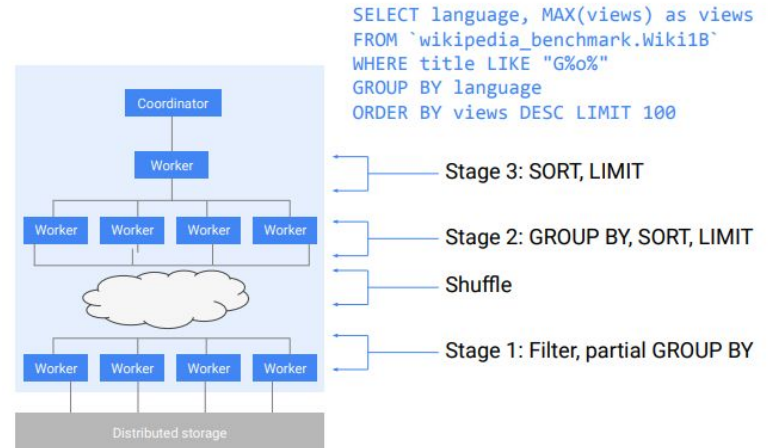 SELECT language, MAX(views) as views
FROM `wikipedia_benchmark.Wiki1B`
WHERE title LIKE "G%o%"
GROUP BY language
ORDER BY views DESC LIMIT 100
Coordinator
Worker
Stage 3: SORT, LIMIT
Worker Worker Worker Worker
Stage 2: GROUP BY, SORT, LIMIT
Shuffle
Stage 1: Filter, partial GROUP BY
Worker Worker Worker Worker
Distributed storage